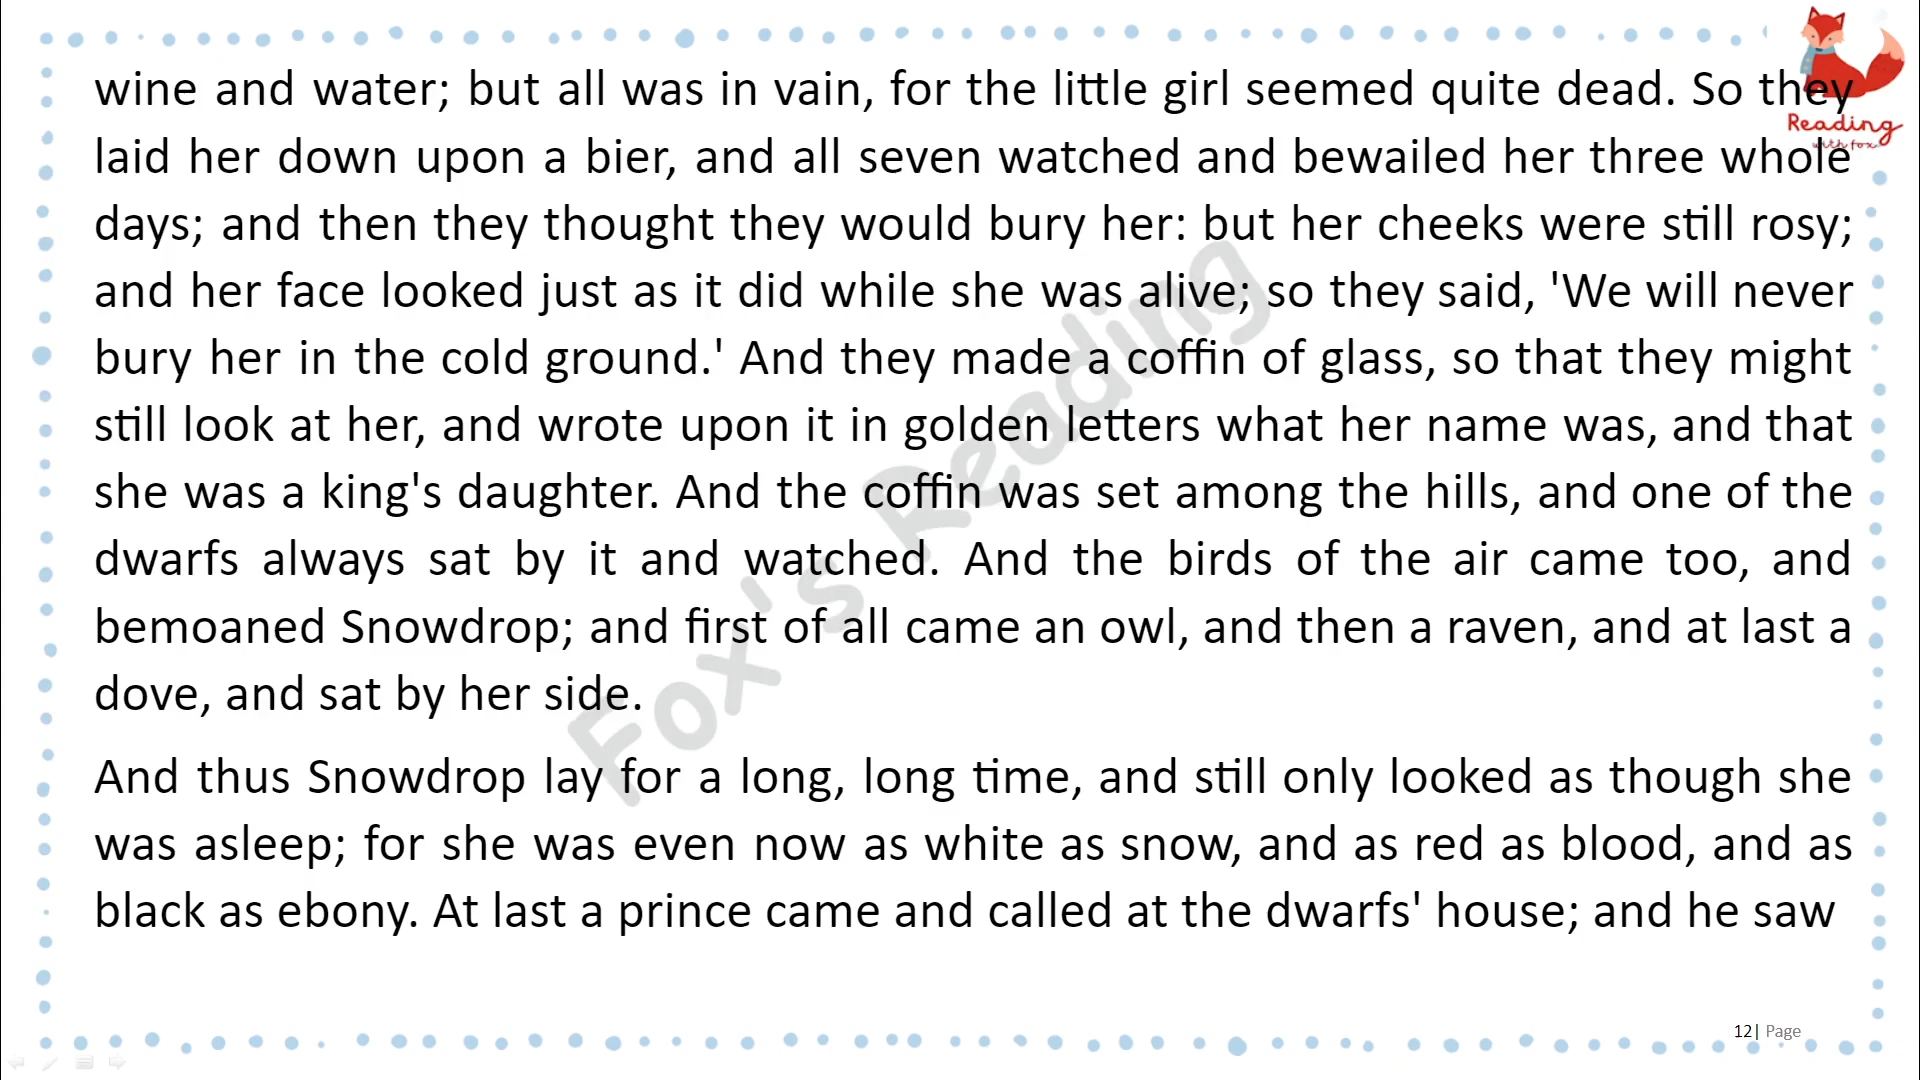 wine and water; but all was in vain, for the little girl seemed quite dead. So they
laid her down upon a bier, and all seven watched and bewailed her three whole
days; and then they thought they would bury her: but her cheeks were still rosy;
and her face looked just as it did while she was alive; so they said, 'We will never
bury her in the cold ground.' And they made a coffin of glass, so that they might
still look at her, and wrote upon it in golden letters what her name was, and that
she was a king's daughter. And the coffin was set among the hills, and one of the
dwarfs always sat by it and watched. And the birds of the air came too, and
bemoaned Snowdrop; and first of all came an owl, and then a raven, and at last a
dove, and sat by her side.
And thus Snowdrop lay for a long, long time, and still only looked as though she
was asleep; for she was even now as white as snow, and as red as blood, and as
black as ebony. At last a prince came and called at the dwarfs' house; and he saw
Reading
with fox
Fox's Reading
12| Page